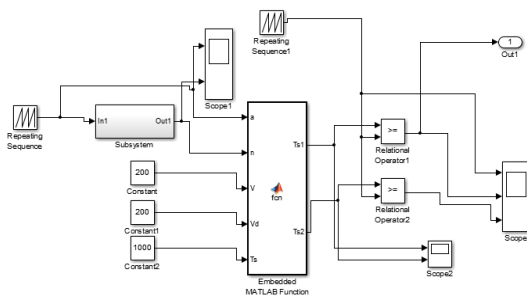 Repeating
Sequence1
1
Out1
Scope1
Repeating
Sequence
In1
Out1
Subsystem
a
n
V
Vd
Ts
fcn
Ts1
Ts2
Embedded
MATLAB Function
200
Constant
200
Constant1
1000
Constant2
>=
Relational
Operator1
>=
Relational
Operator2
Scope
Scope2